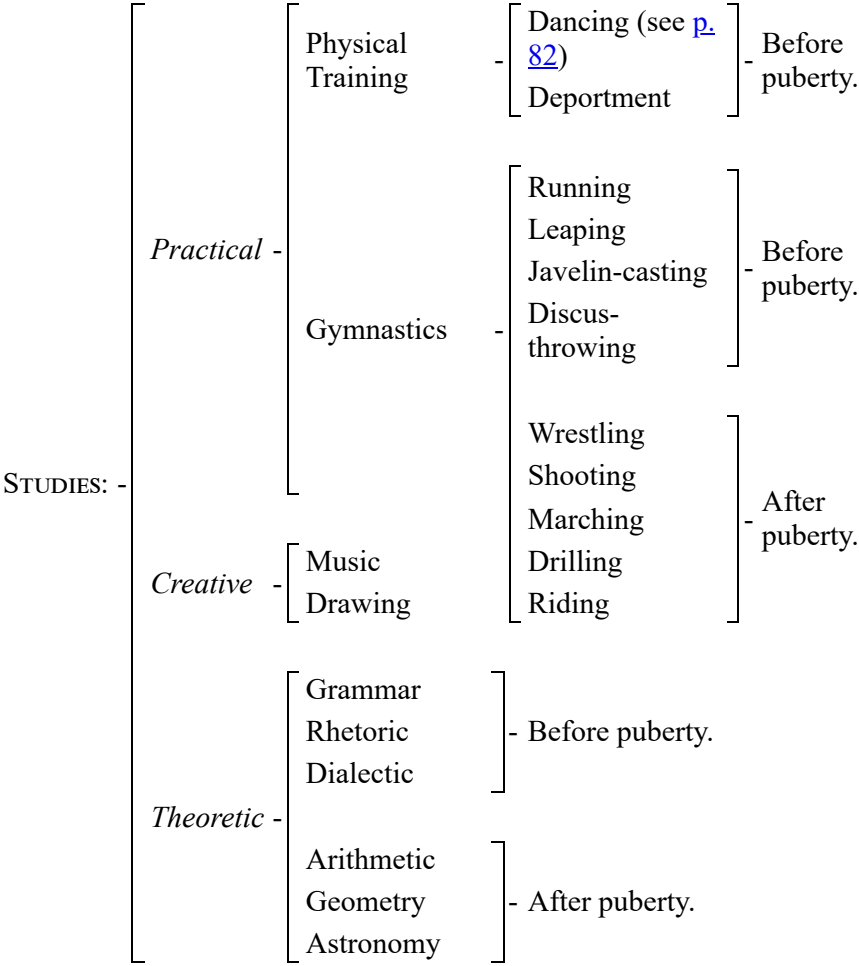 STUDIES: -
Practical -
Physical
Training
-
Dancing (see p.
82)
Deportment
- Before
puberty.
Gymnastics -
Running
Leaping
Javelin-casting
Discus-
throwing
- Before
puberty.
Wrestling
Shooting
Marching
Drilling
Riding
- After
puberty.
Creative -
Music
Drawing
Theoretic -
Grammar
Rhetoric
Dialectic
- Before puberty.
Arithmetic
Geometry
Astronomy
- After puberty.